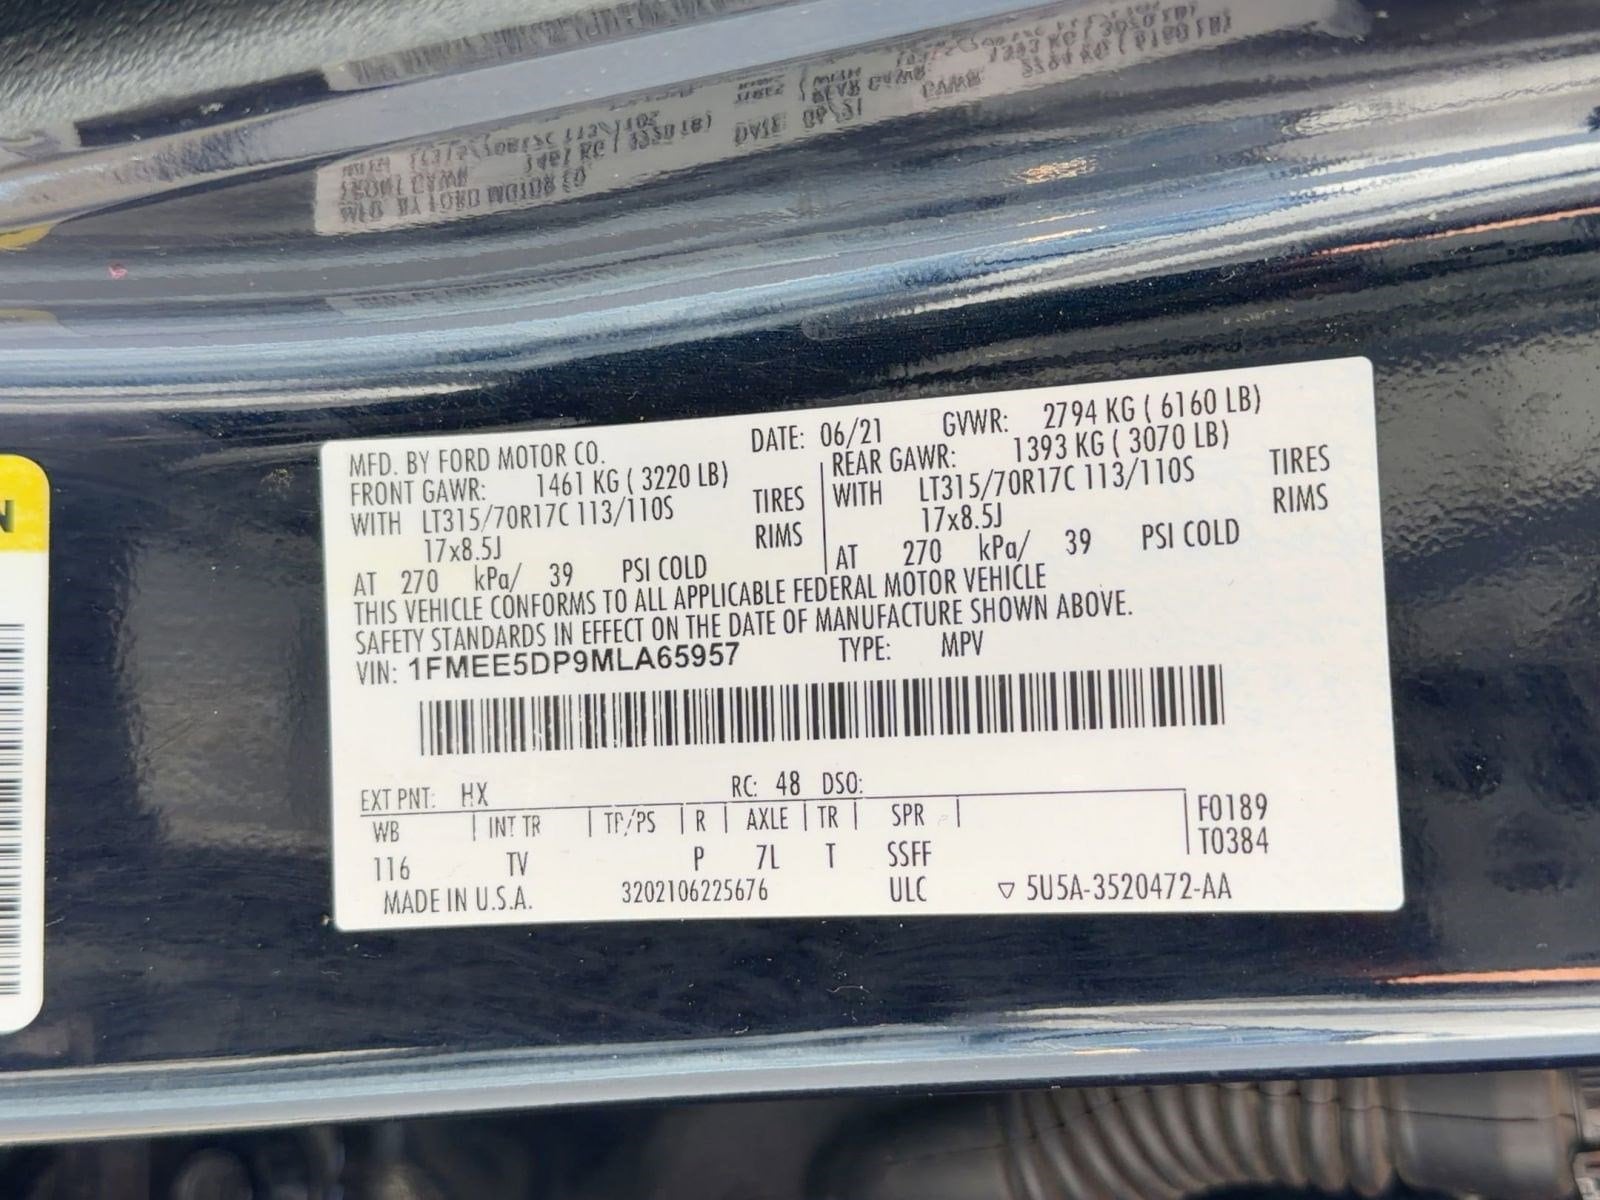 MFD. BY FORD MOTOR CO. DATE: 06/21 GVWR: 2794 KG ( 6160 LB)
FRONT GAWR: 1461 KG ( 3220 LB) REAR GAWR: 1393 KG ( 3070 LB)
WITH LT315/70R17C 113/110S TIRES WITH LT315/70R17C 113/110S TIRES
17x8.5J RIMS 17x8.5J RIMS
AT 270 kPa/ 39 PSI COLD AT 270 kPa/ 39 PSI COLD
THIS VEHICLE CONFORMS TO ALL APPLICABLE FEDERAL MOTOR VEHICLE
SAFETY STANDARDS IN EFFECT ON THE DATE OF MANUFACTURE SHOWN ABOVE.
VIN: 1FMEE5DP9MLA65957 TYPE: MPV
EXT PNT: HX RC: 48 DSO:
WB INT TR TP/PS R AXLE TR SPR F0189
116 TV P 7L T SSFF T0384
MADE IN U.S.A. 3202106225676 ULC ▽ 5U5A-3520472-AA
N